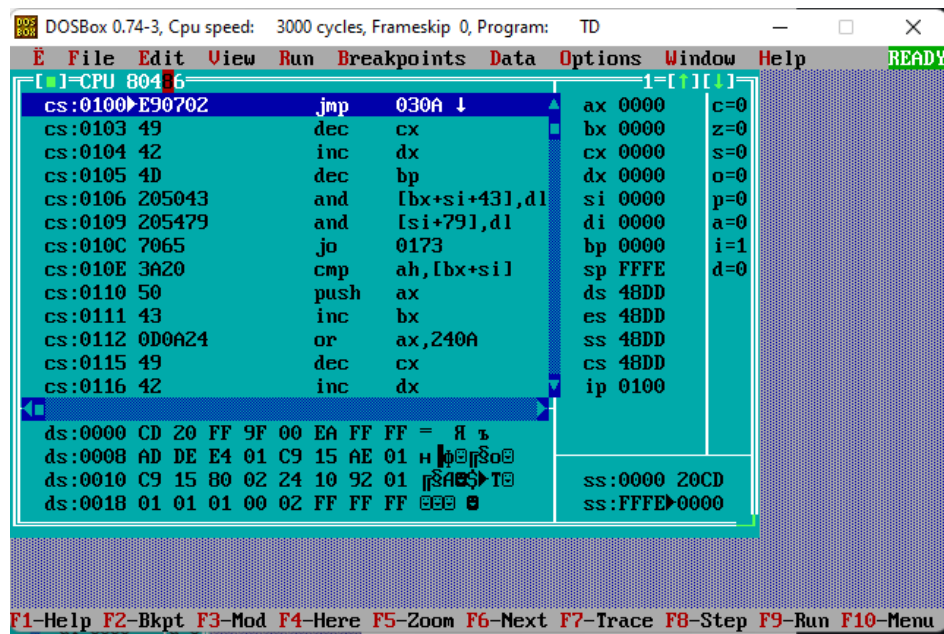 DOSBox 0.74-3, Cpu speed: 3000 cycles, Frameskip 0, Program: TD
Ë File Edit View Run Breakpoints Data Options Window Help READY
[■]=CPU 80486 1=[↑][↓]
cs:0100►E90702 jmp 030A ↓ ax 0000 c=0
cs:0103 49 dec cx bx 0000 z=0
cs:0104 42 inc dx cx 0000 s=0
cs:0105 4D dec bp dx 0000 o=0
cs:0106 205043 and [bx+si+43],dl si 0000 p=0
cs:0109 205479 and [si+79],dl di 0000 a=0
cs:010C 7065 jo 0173 bp 0000 i=1
cs:010E 3A20 cmp ah,[bx+si] sp FFFE d=0
cs:0110 50 push ax ds 48DD
cs:0111 43 inc bx es 48DD
cs:0112 0D0A24 or ax,240A ss 48DD
cs:0115 49 dec cx cs 48DD
cs:0116 42 inc dx ip 0100
ds:0000 CD 20 FF 9F 00 EA FF FF = Я ъ
ds:0008 AD DE E4 01 C9 15 AE 01 н▐ф☺╔§о☺
ds:0010 C9 15 80 02 24 10 92 01 ╔§А☻$►Т☺ ss:0000 20CD
ds:0018 01 01 01 00 02 FF FF FF ☺☺☺ ☻ ss:FFFE►0000
F1-Help F2-Bkpt F3-Mod F4-Here F5-Zoom F6-Next F7-Trace F8-Step F9-Run F10-Menu